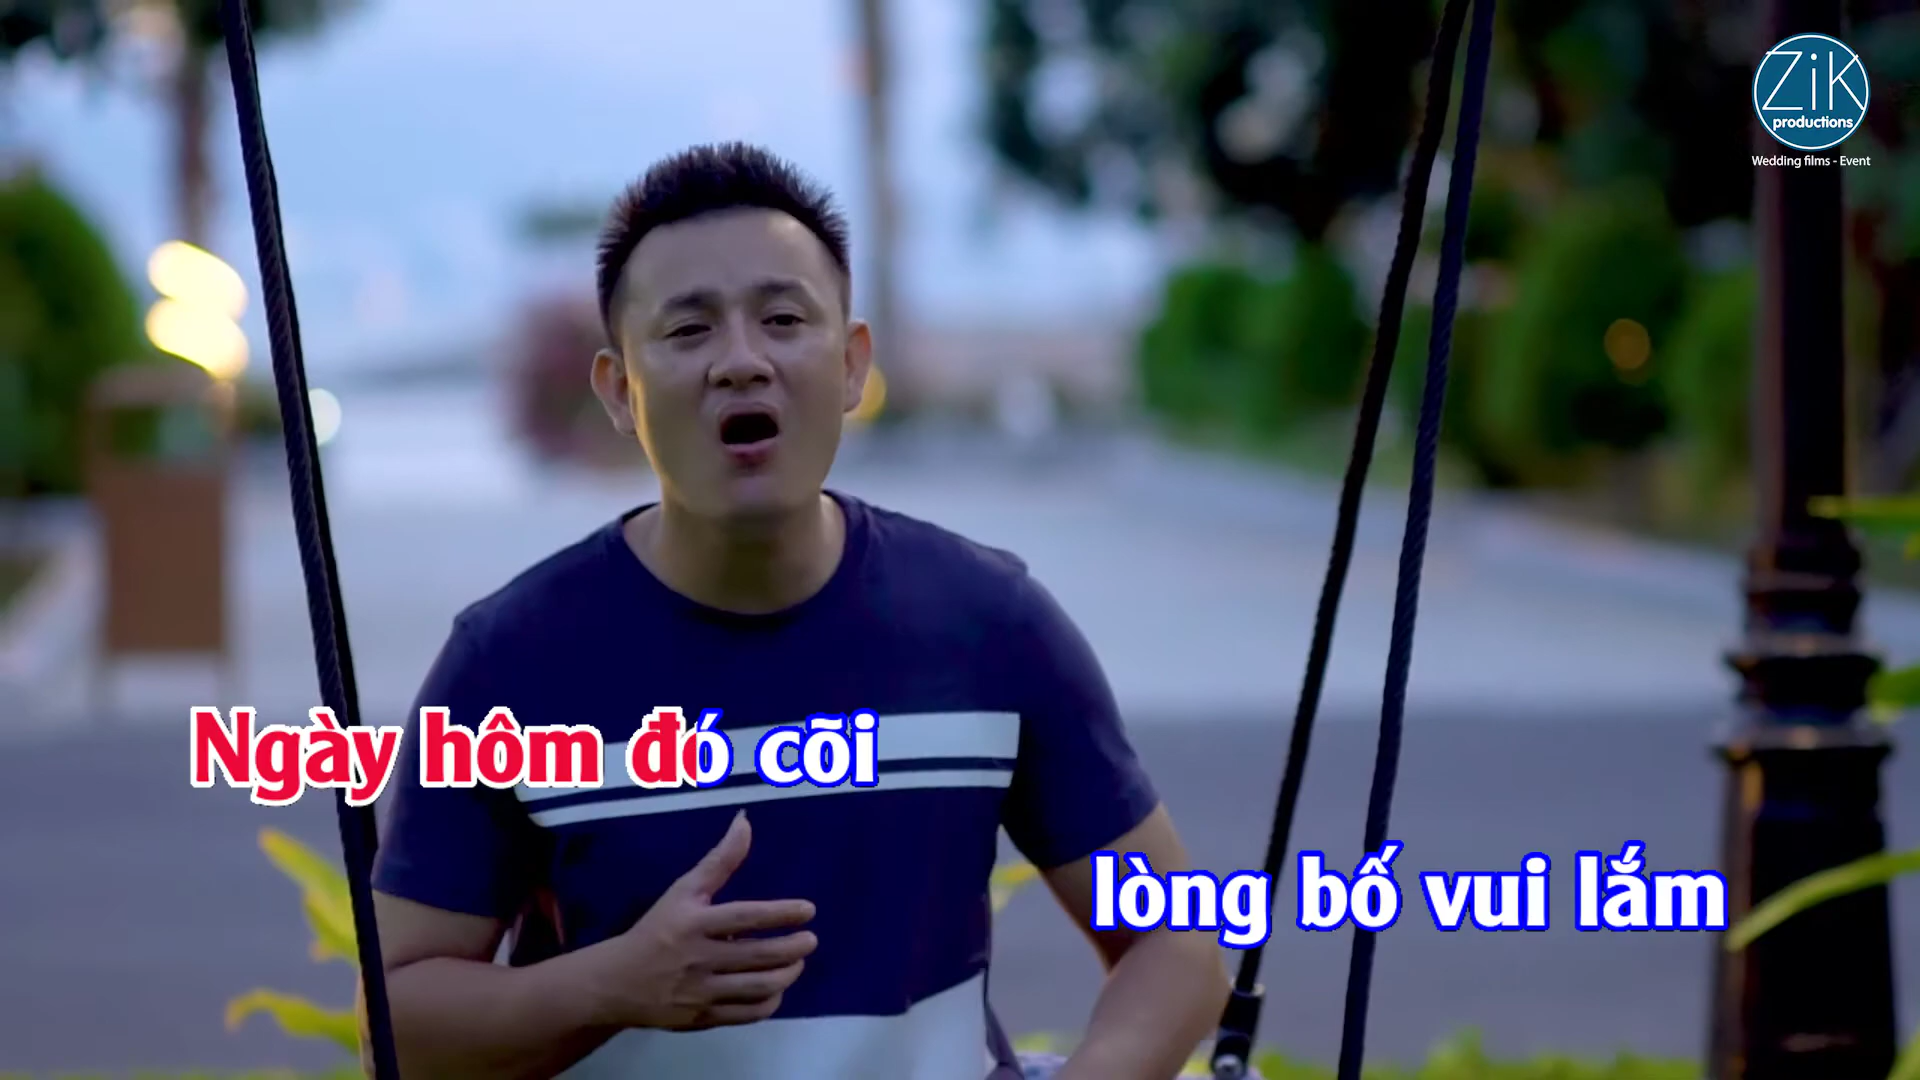 ZiK
productions
Wedding films - Event
Ngày hôm đó cõi
lòng bố vui lắm